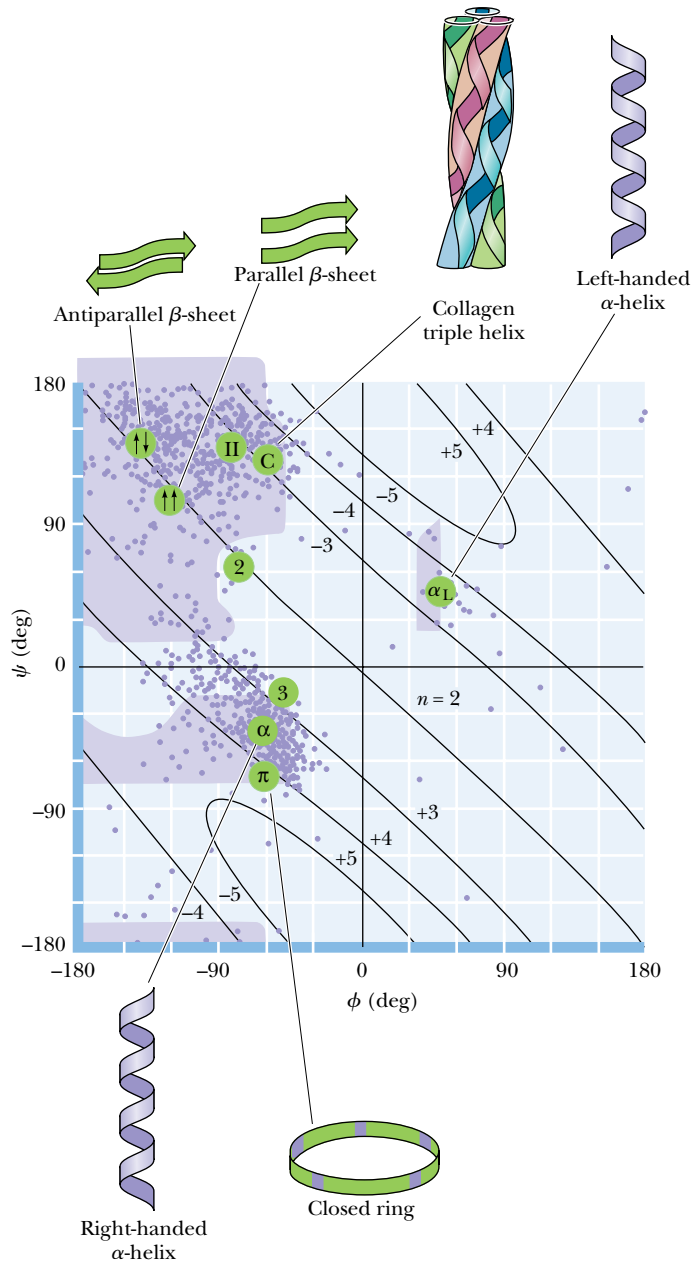 Parallel β-sheet
Antiparallel β-sheet
Left-handed
α-helix
Collagen
triple helix
180
90
0
–90
–180
ψ (deg)
+4
+5
II
C
–5
–4
–3
2
αL
3
n = 2
α
π
+3
+4
+5
–5
–4
–180
–90
0
90
180
ϕ (deg)
Right-handed
α-helix
Closed ring